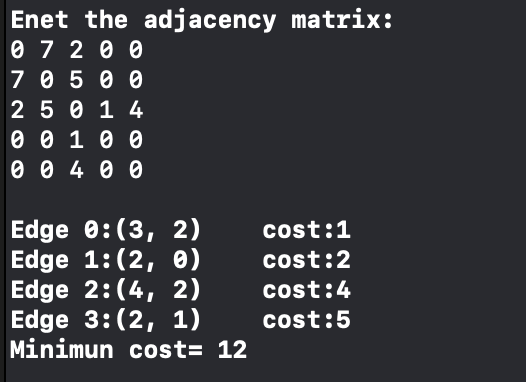 Enet the adjacency matrix:
0 7 2 0 0
7 0 5 0 0
2 5 0 1 4
0 0 1 0 0
0 0 4 0 0
Edge 0:(3, 2)    cost:1
Edge 1:(2, 0)    cost:2
Edge 2:(4, 2)    cost:4
Edge 3:(2, 1)    cost:5
Minimun cost= 12